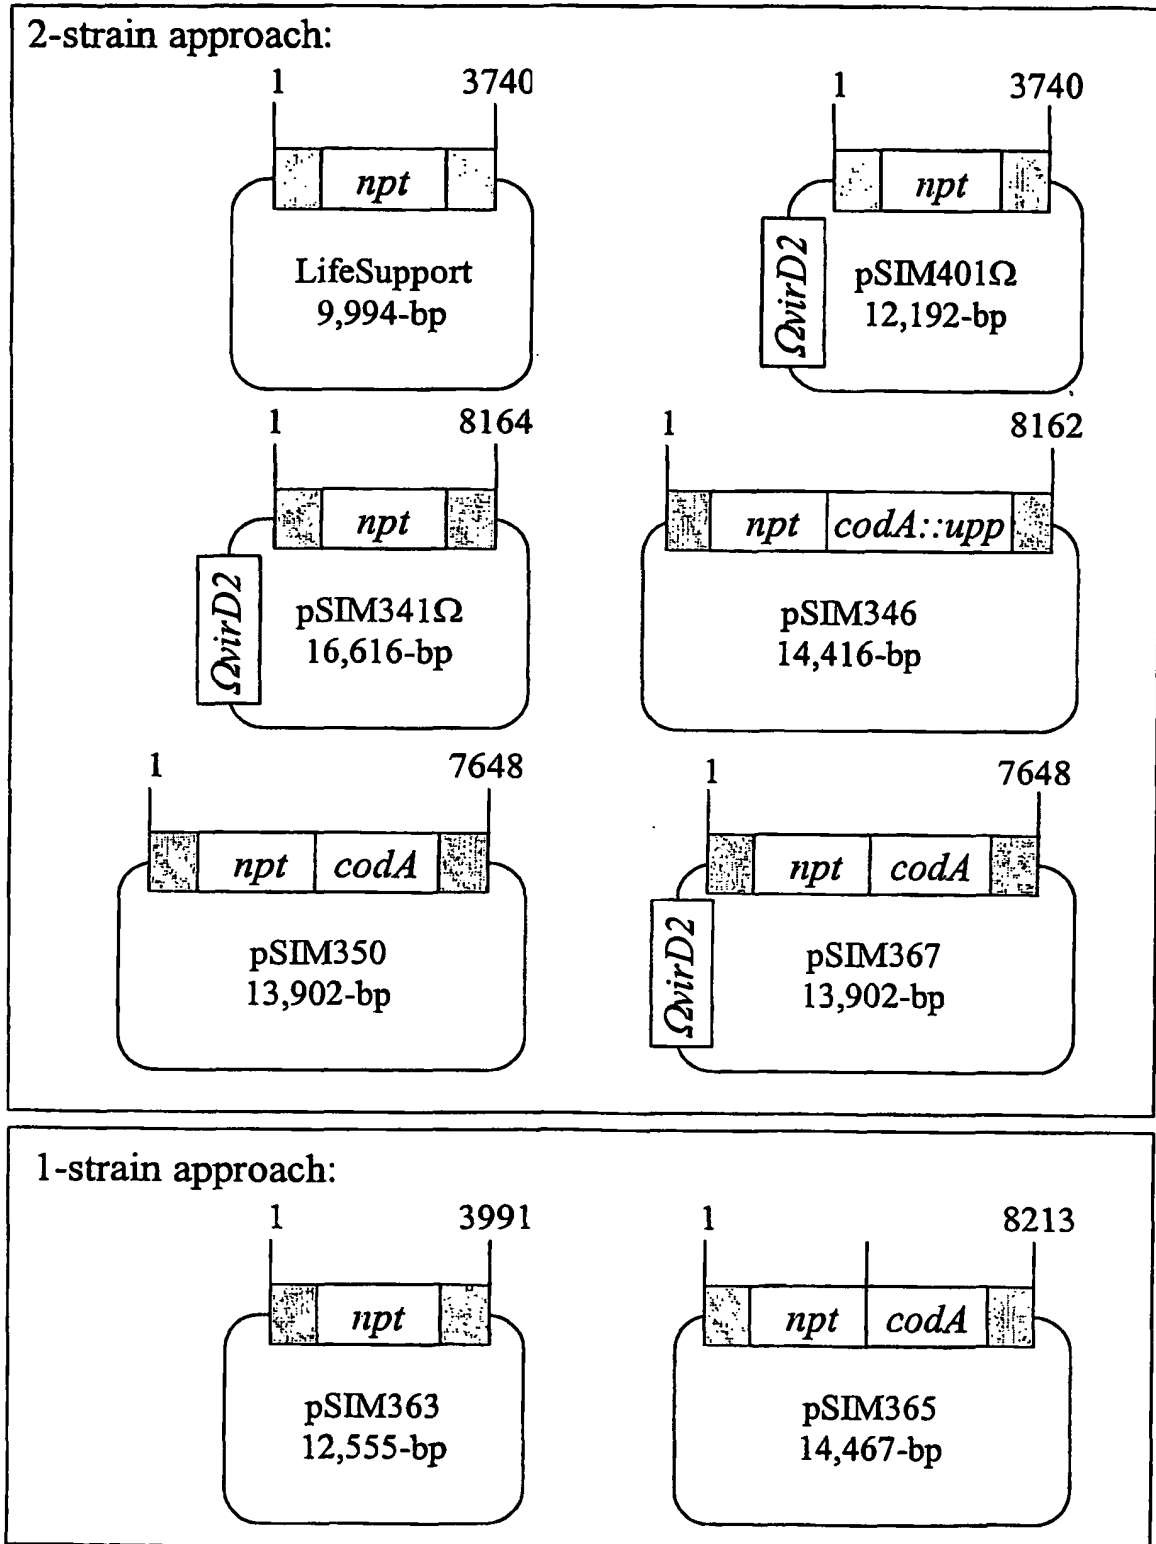 2-strain approach:
1 3740
npt
LifeSupport
9,994-bp
1 3740
npt
ΩvirD2
pSIM401Ω
12,192-bp
1 8164
npt
ΩvirD2
pSIM341Ω
16,616-bp
1 8162
npt codA::upp
pSIM346
14,416-bp
1 7648
npt codA
pSIM350
13,902-bp
1 7648
npt codA
ΩvirD2
pSIM367
13,902-bp
1-strain approach:
1 3991
npt
pSIM363
12,555-bp
1 8213
npt codA
pSIM365
14,467-bp